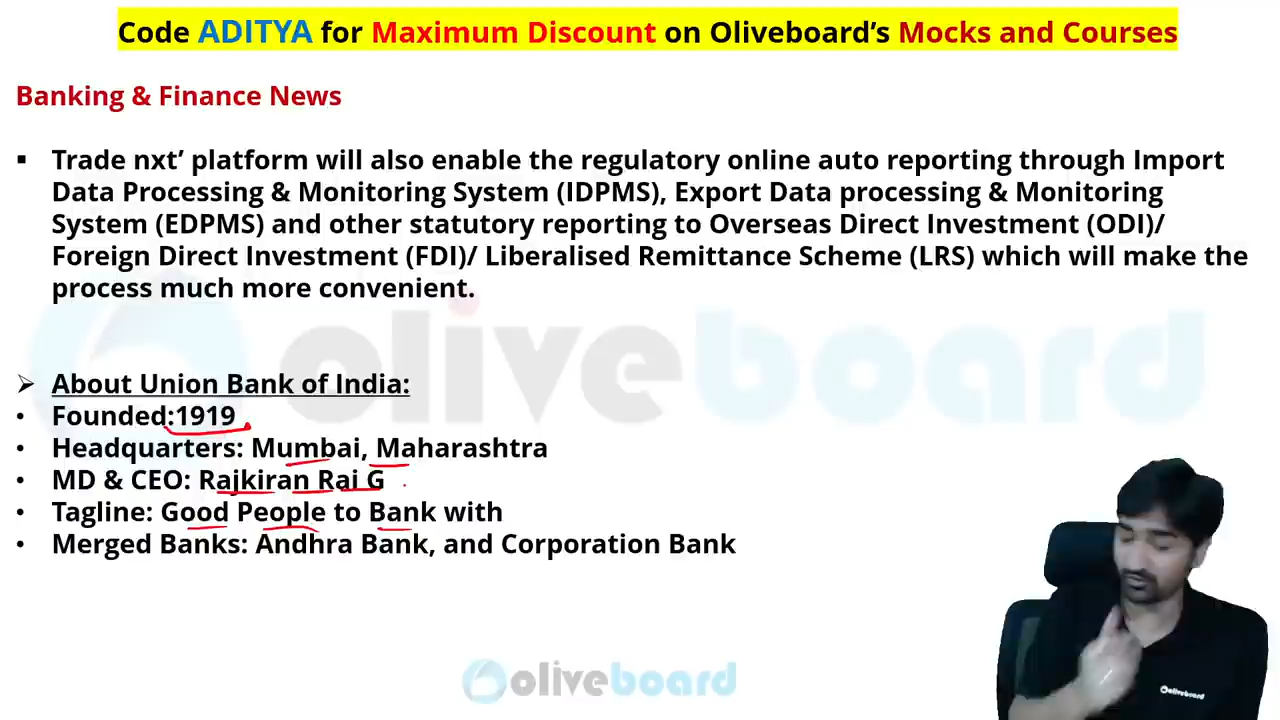 Code ADITYA for Maximum Discount on Oliveboard’s Mocks and Courses
Banking & Finance News
▪ Trade nxt’ platform will also enable the regulatory online auto reporting through Import
Data Processing & Monitoring System (IDPMS), Export Data processing & Monitoring
System (EDPMS) and other statutory reporting to Overseas Direct Investment (ODI)/
Foreign Direct Investment (FDI)/ Liberalised Remittance Scheme (LRS) which will make the
process much more convenient.
oliveboard
➢ About Union Bank of India:
• Founded:1919
• Headquarters: Mumbai, Maharashtra
• MD & CEO: Rajkiran Rai G
• Tagline: Good People to Bank with
• Merged Banks: Andhra Bank, and Corporation Bank
oliveboard
oliveboard